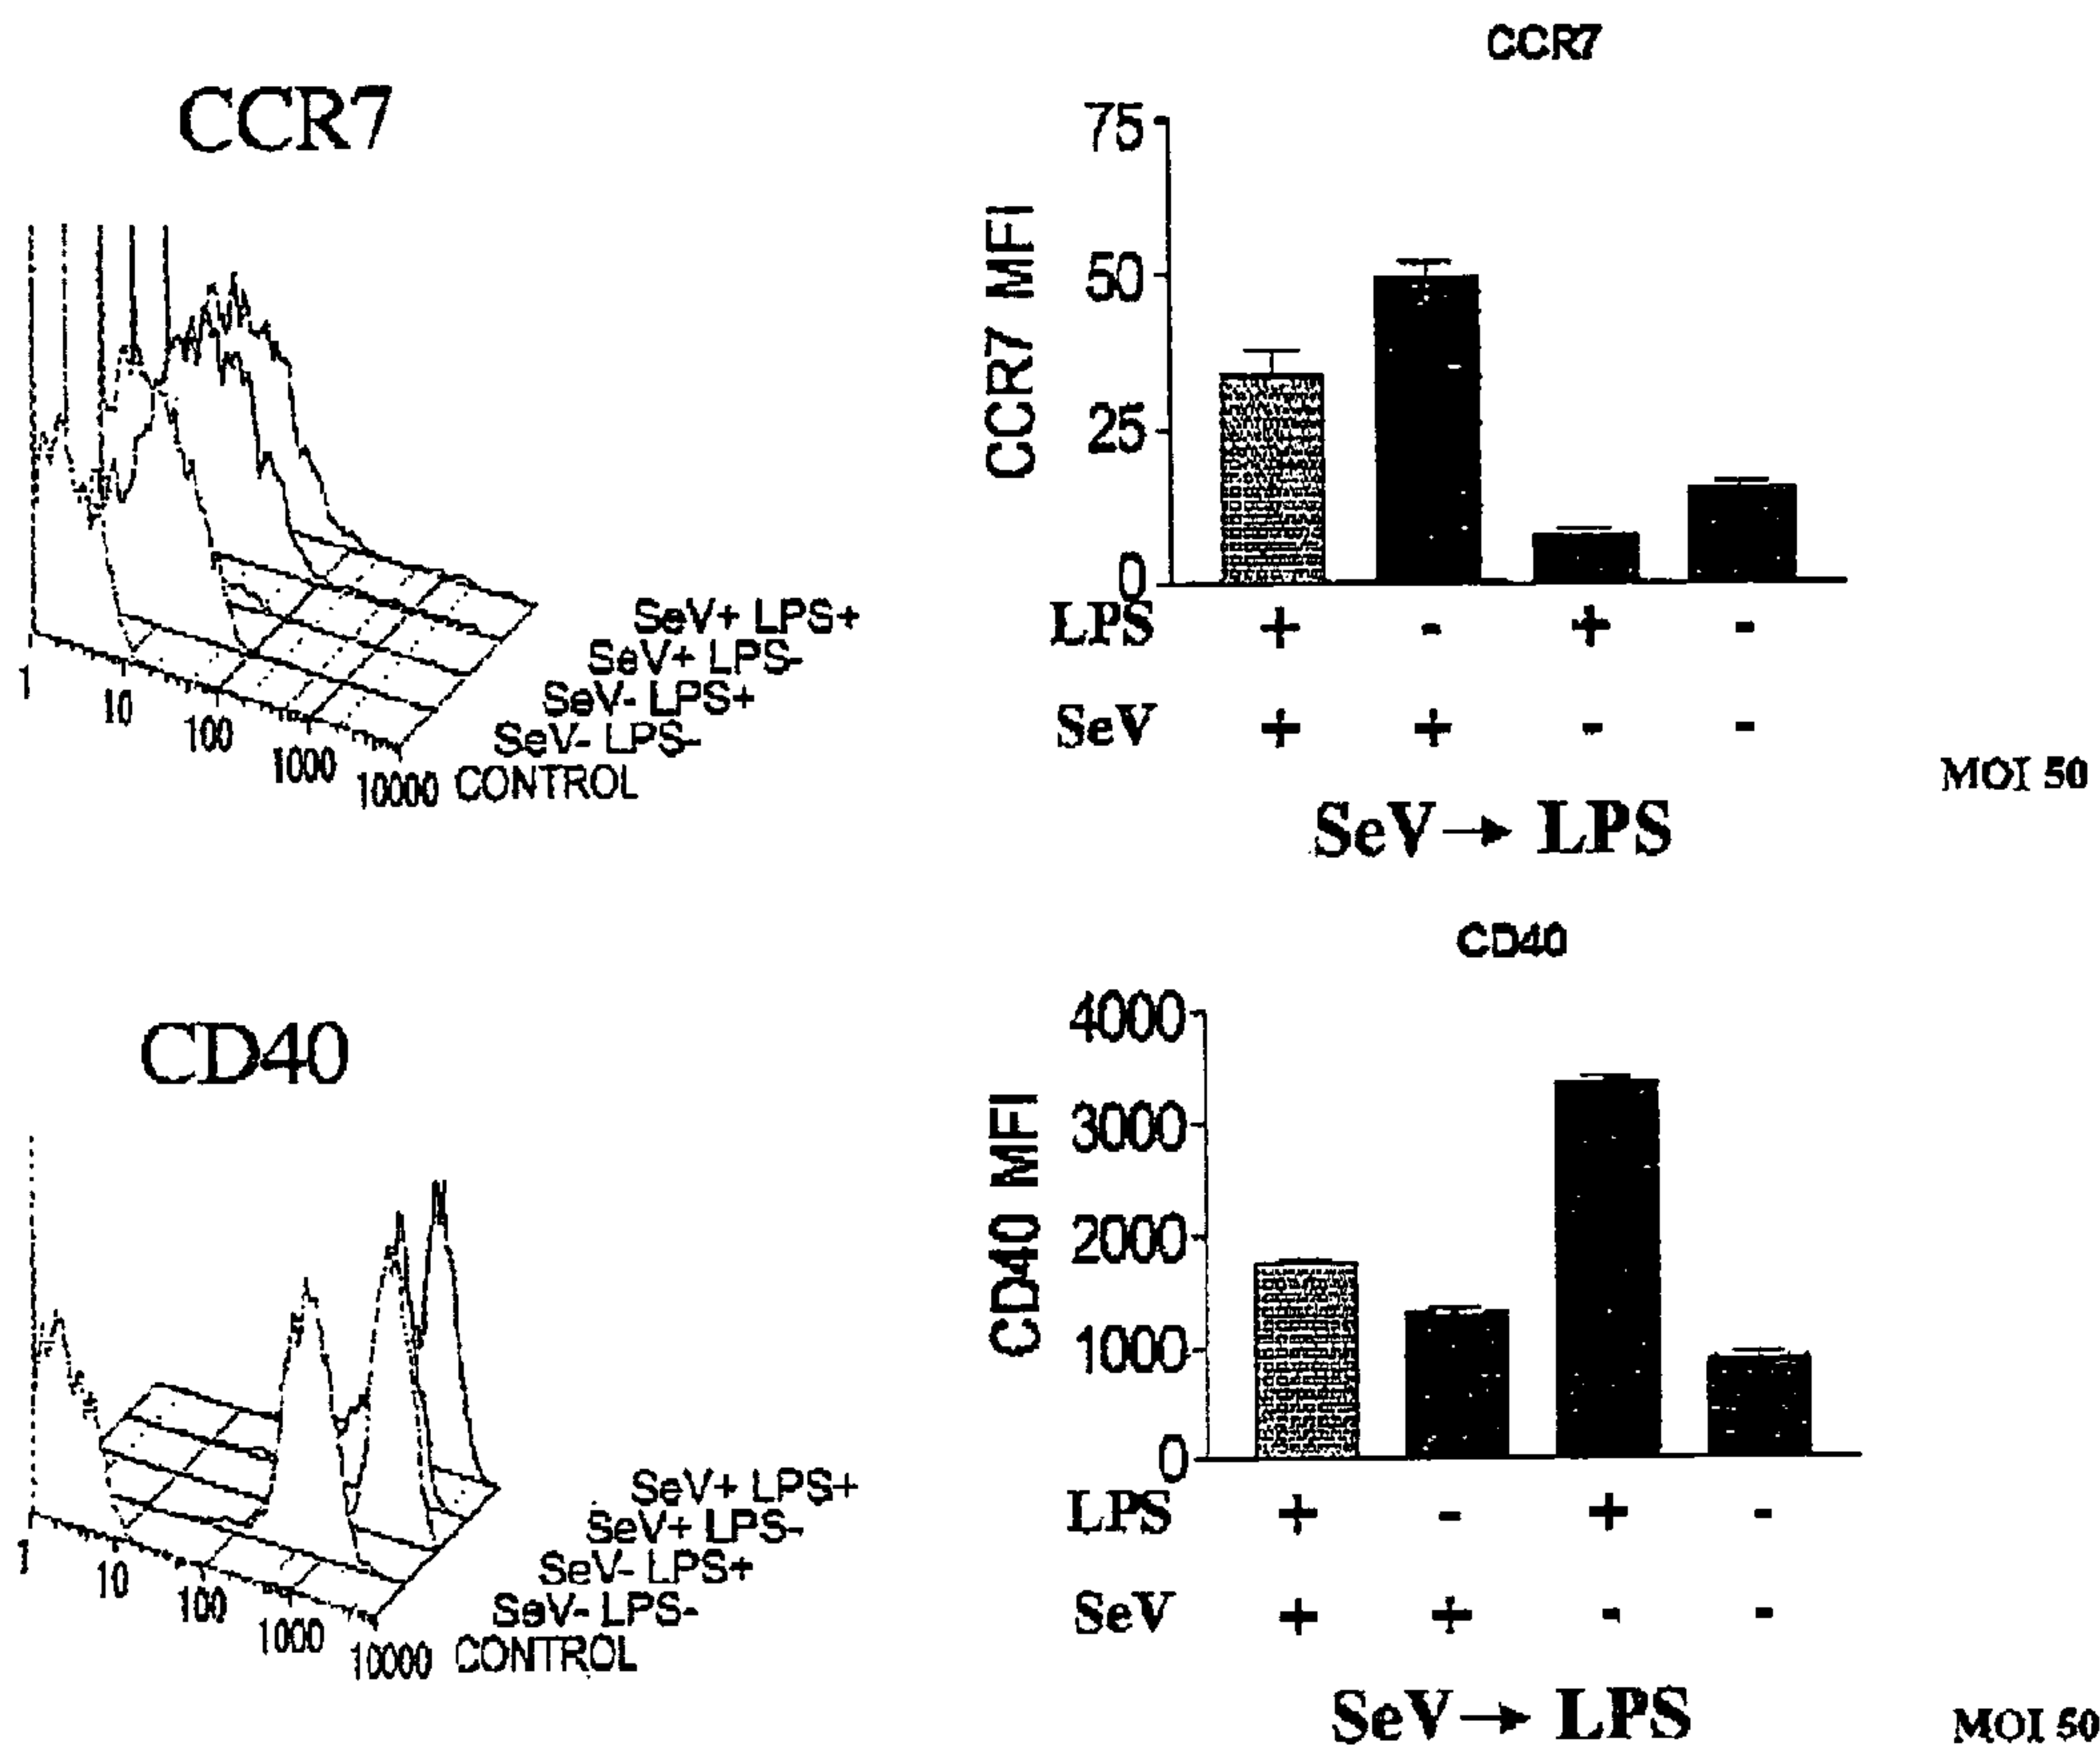 CCR7
SeV+ LPS+
SeV+ LPS-
SeV- LPS+
SeV- LPS-
CONTROL
1
10
100
1000
10000
CCR7
CCR7 MFI
75
50
25
0
LPS + - + -
SeV + + - -
MOI 50
SeV→ LPS
CD40
SeV+ LPS+
SeV+ LPS-
SeV- LPS+
SeV- LPS-
CONTROL
1
10
100
1000
10000
CD40
CD40 MFI
4000
3000
2000
1000
0
LPS + - + -
SeV + + - -
SeV→ LPS
MOI 50